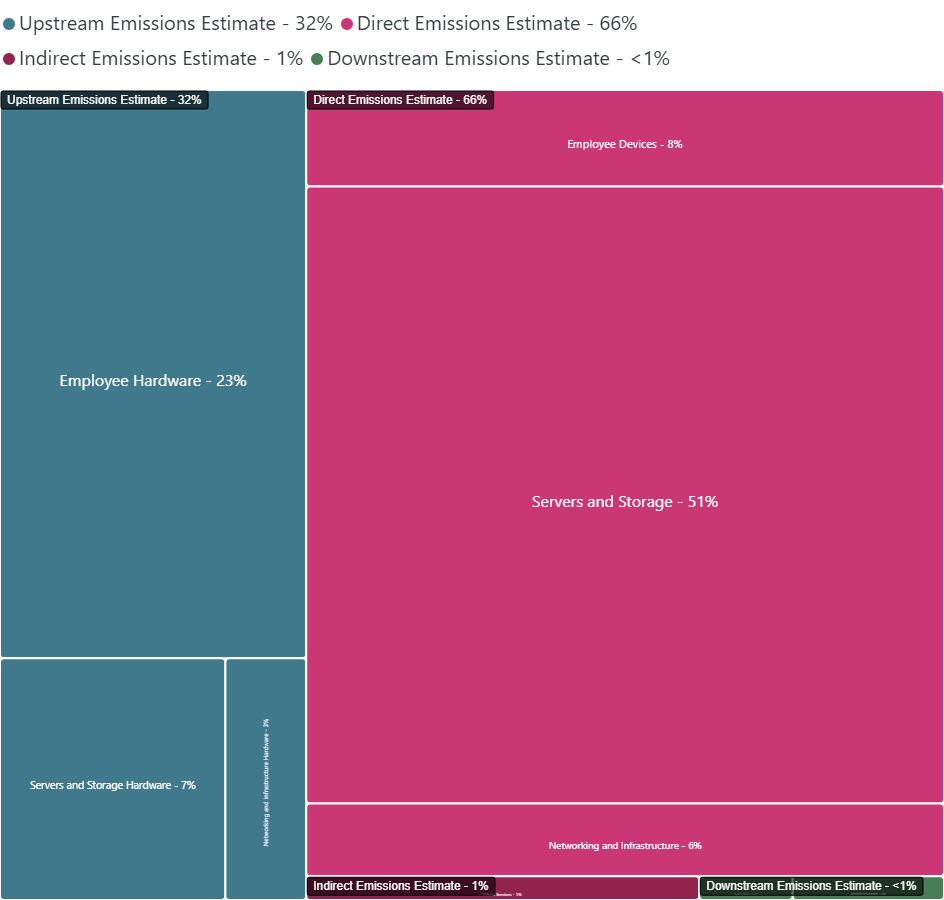 Upstream Emissions Estimate - 32% Direct Emissions Estimate - 66%
Indirect Emissions Estimate - 1% Downstream Emissions Estimate - <1%
Upstream Emissions Estimate - 32%
Direct Emissions Estimate - 66%
Employee Devices - 8%
Employee Hardware - 23%
Servers and Storage - 51%
Servers and Storage Hardware - 7%
Networking and Infrastructure Hardware - 3%
Networking and Infrastructure - 6%
Indirect Emissions Estimate - 1%
Downstream Emissions Estimate - <1%